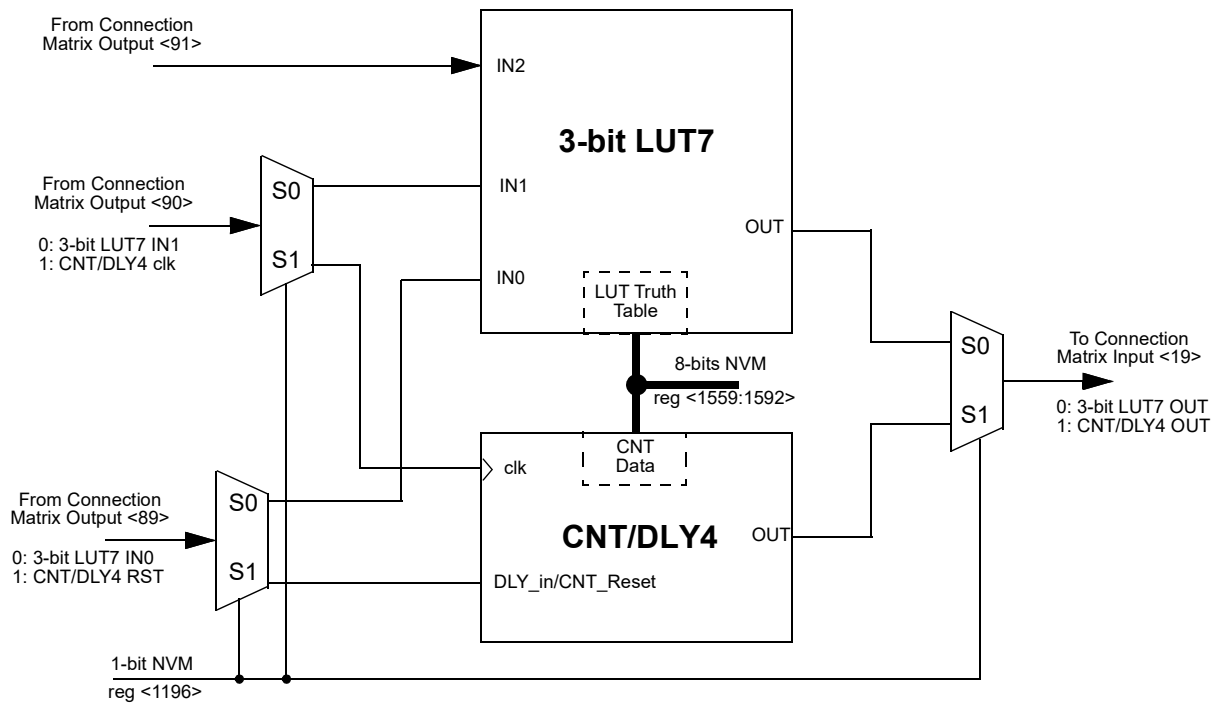 From Connection
Matrix Output <91>
IN2
3-bit LUT7
From Connection
Matrix Output <90>
0: 3-bit LUT7 IN1
1: CNT/DLY4 clk
S0
S1
IN1
IN0
OUT
LUT Truth
Table
8-bits NVM
reg <1559:1592>
S0
S1
To Connection
Matrix Input <19>
0: 3-bit LUT7 OUT
1: CNT/DLY4 OUT
CNT
Data
clk
CNT/DLY4
OUT
DLY_in/CNT_Reset
From Connection
Matrix Output <89>
0: 3-bit LUT7 IN0
1: CNT/DLY4 RST
S0
S1
1-bit NVM
reg <1196>